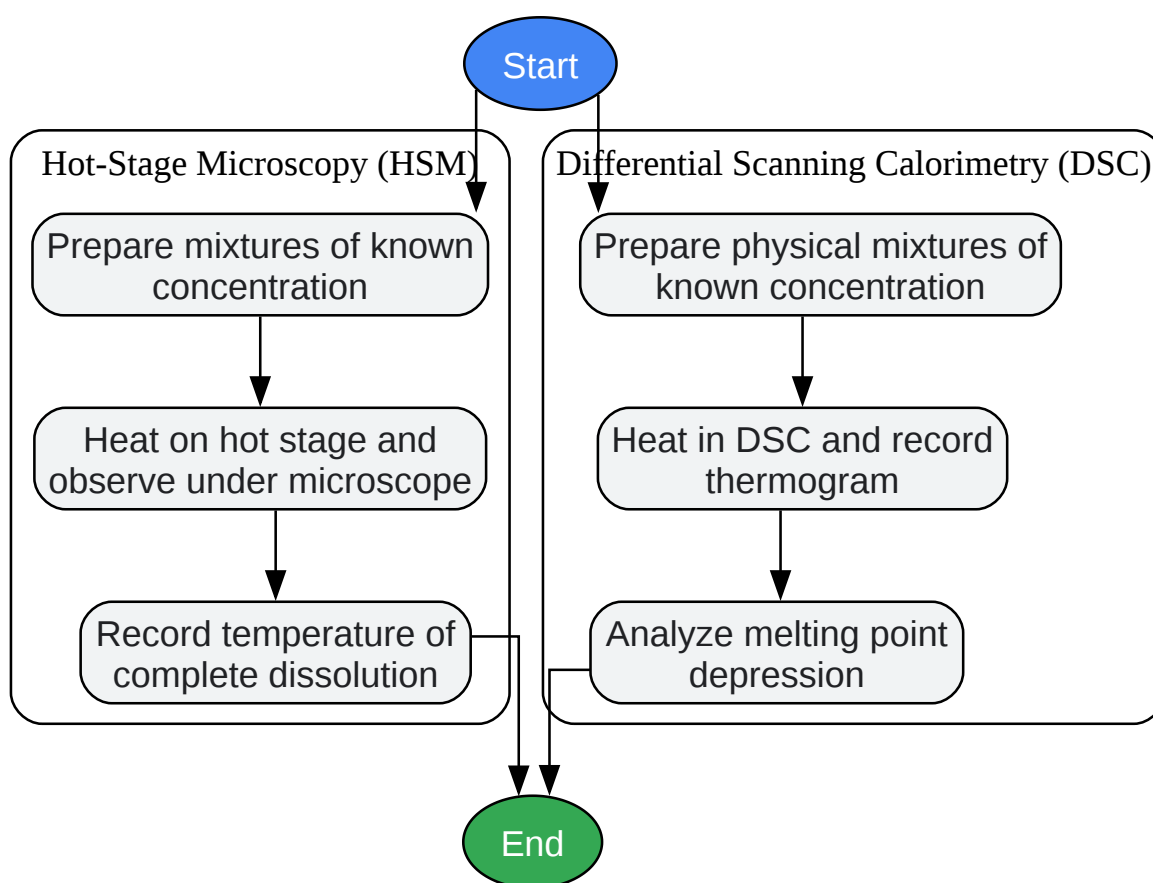 Start
Hot-Stage Microscopy (HSM)
Prepare mixtures of known
concentration
Heat on hot stage and
observe under microscope
Record temperature of
complete dissolution
Differential Scanning Calorimetry (DSC)
Prepare physical mixtures of
known concentration
Heat in DSC and record
thermogram
Analyze melting point
depression
End